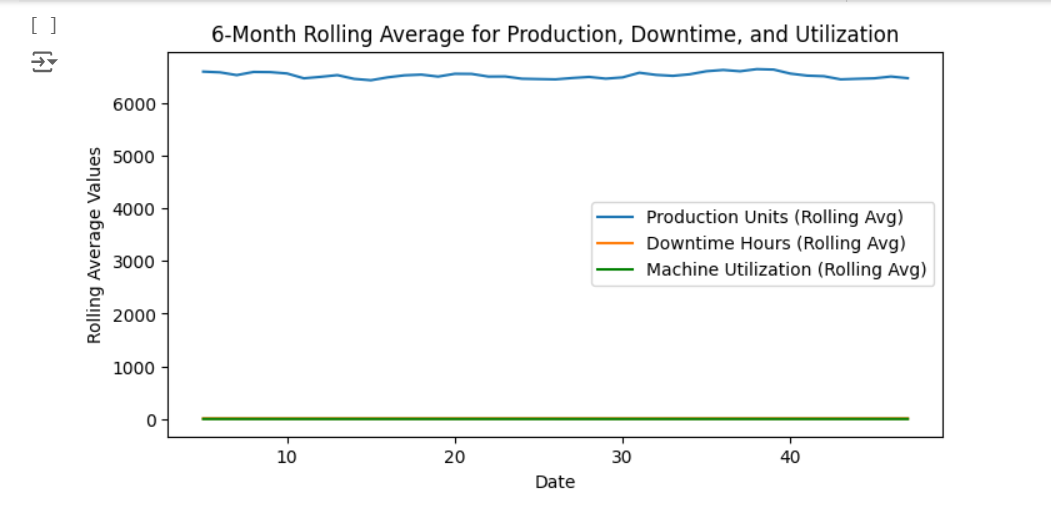 [ ]
6-Month Rolling Average for Production, Downtime, and Utilization
Rolling Average Values
6000
5000
4000
3000
2000
1000
0
Production Units (Rolling Avg)
Downtime Hours (Rolling Avg)
Machine Utilization (Rolling Avg)
10 20 30 40
Date